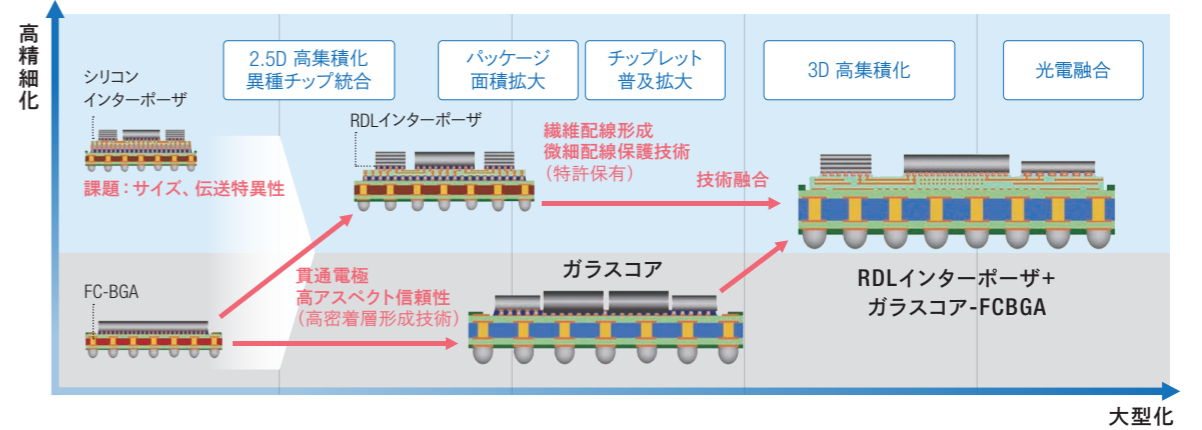 高精細化
シリコン
インターポーザ
課題：サイズ、伝送特異性
2.5D 高集積化
異種チップ統合
パッケージ
面積拡大
チップレット
普及拡大
3D 高集積化
光電融合
RDLインターポーザ
繊維配線形成
微細配線保護技術
（特許保有）
技術融合
FC-BGA
貫通電極
高アスペクト信頼性
（高密着層形成技術）
ガラスコア
RDLインターポーザ+
ガラスコア-FCBGA
大型化